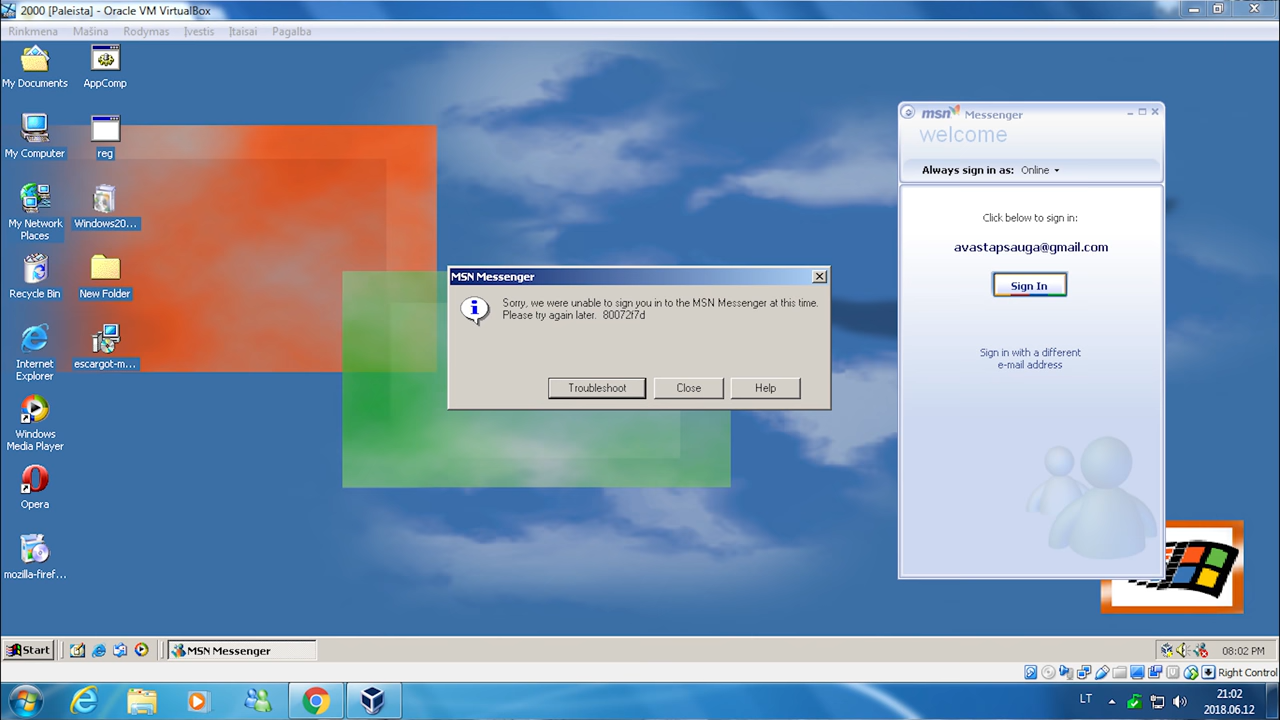 2000 [Paleista] - Oracle VM VirtualBox
Rinkmena Mašina Rodymas Įvestis Įtaisai Pagalba
My Documents
AppComp
My Computer
reg
My Network
Places
Windows20...
Recycle Bin
New Folder
Internet
Explorer
escargot-m...
Windows
Media Player
Opera
mozilla-firef...
MSN Messenger
Sorry, we were unable to sign you in to the MSN Messenger at this time.
Please try again later. 80072f7d
Troubleshoot Close Help
msn Messenger
welcome
Always sign in as: Online
Click below to sign in:
avastapsauga@gmail.com
Sign In
Sign in with a different
e-mail address
Start MSN Messenger 08:02 PM
Right Control
LT 21:02
2018.06.12